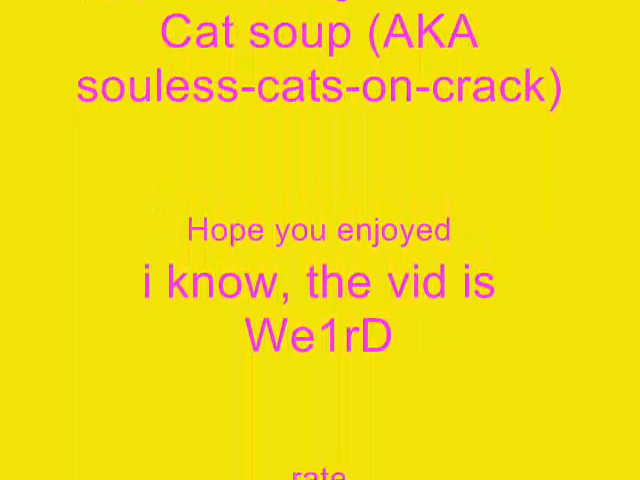 Cat soup (AKA
souless-cats-on-crack)
Hope you enjoyed
i know, the vid is
We1rD
rate